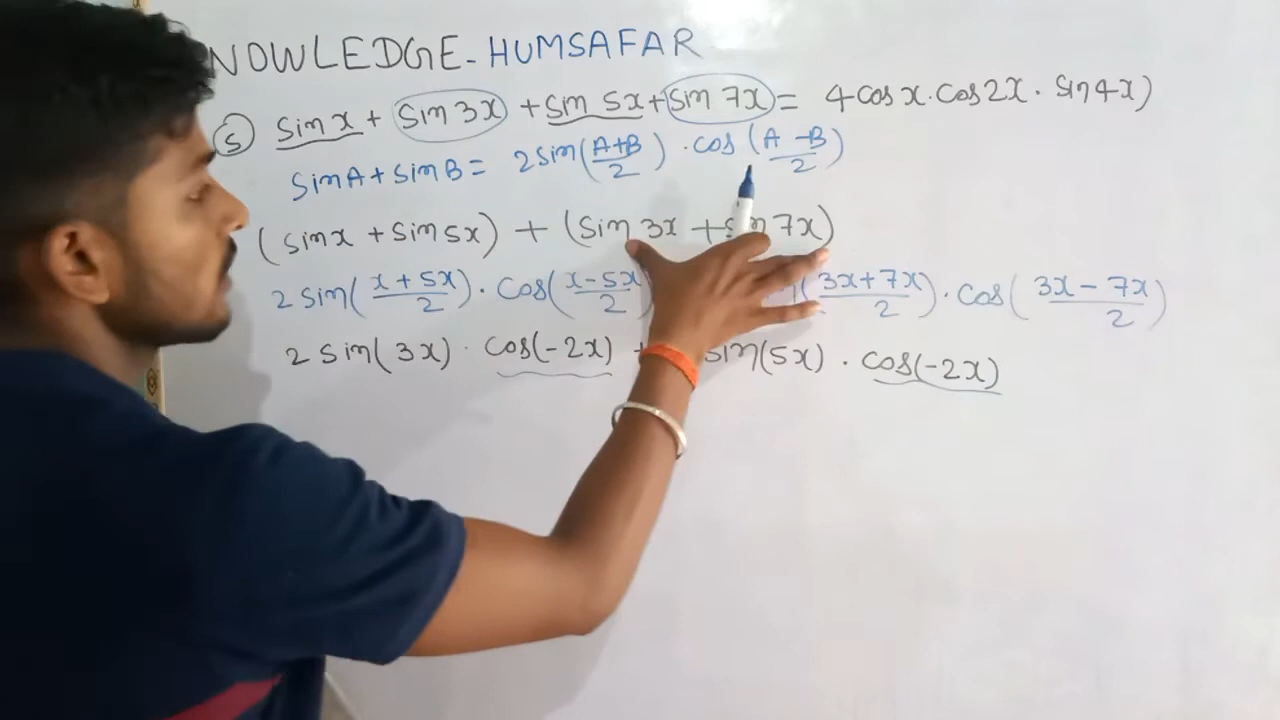 NOWLEDGE-HUMSAFAR
(5) sin x + sin 3x + sin 5x + sin 7x = 4 cos x . cos 2x . sin 4x)
sin A + sin B = 2 sin (A+B/2) . cos (A-B/2)
(sin x + sin 5x) + (sin 3x + sin 7x)
2 sin (x+5x/2) . cos (x-5x/2 (3x+7x/2) . cos (3x-7x/2)
2 sin (3x) . cos(-2x) sin(5x) . cos(-2x)